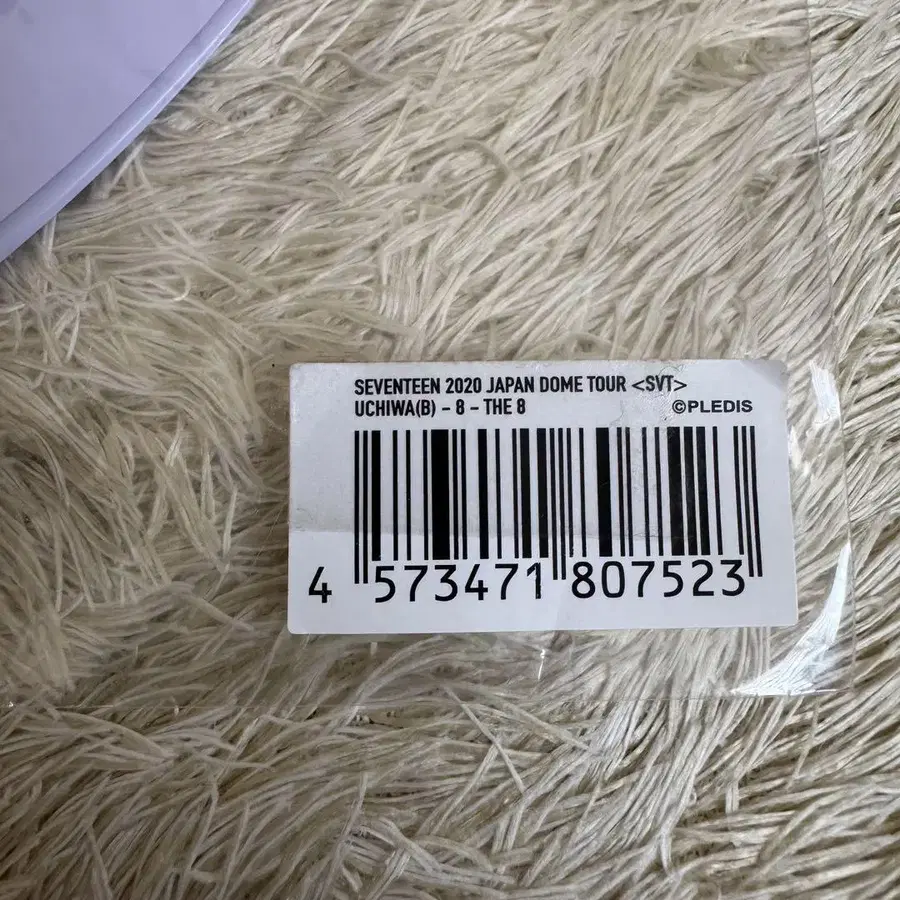 SEVENTEEN 2020 JAPAN DOME TOUR <SVT>
UCHIWA(B) – 8 – THE 8 ©PLEDIS
4 573471 807523